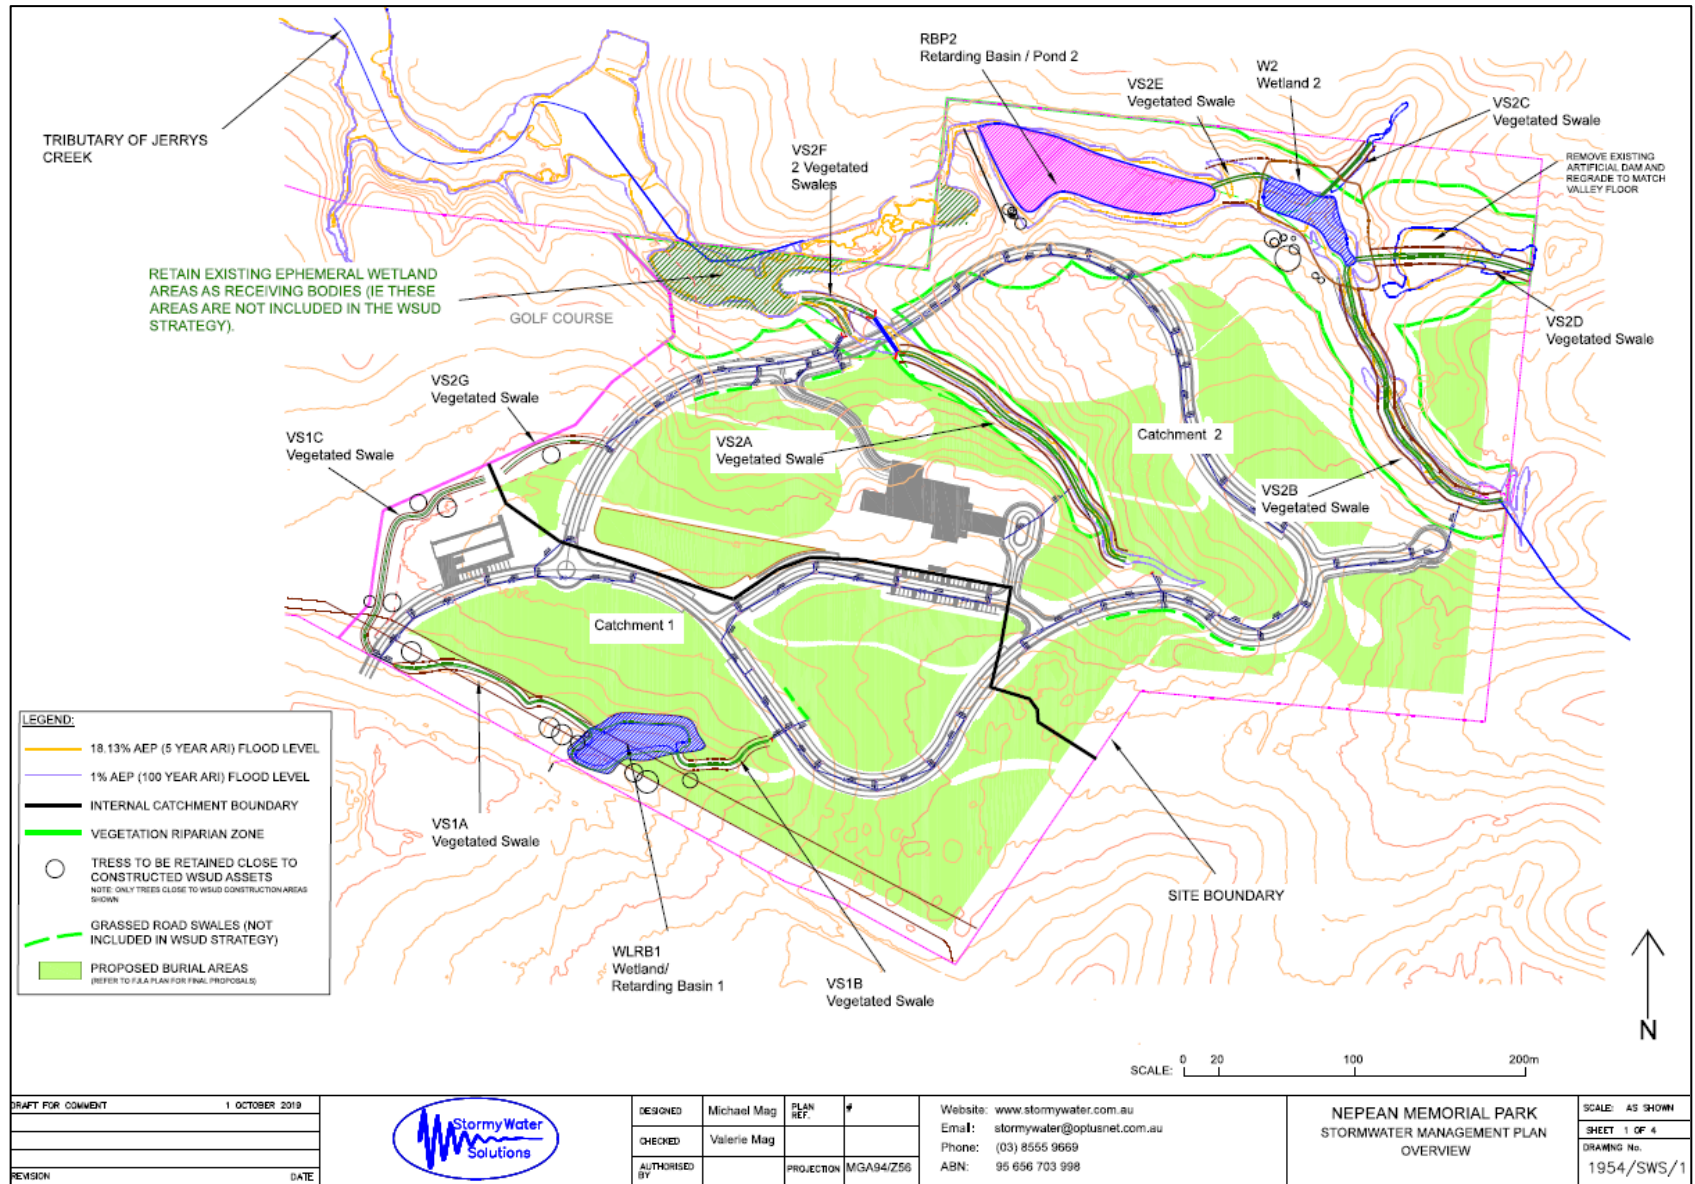 TRIBUTARY OF JERRYS
CREEK
RBP2
Retarding Basin / Pond 2
W2
Wetland 2
VS2E
Vegetated Swale
VS2C
Vegetated Swale
VS2F
2 Vegetated
Swales
REMOVE EXISTING
ARTIFICIAL DAM AND
REGRADE TO MATCH
VALLEY FLOOR
RETAIN EXISTING EPHEMERAL WETLAND
AREAS AS RECEIVING BODIES (IE THESE
AREAS ARE NOT INCLUDED IN THE WSUD
STRATEGY).
GOLF COURSE
VS2D
Vegetated Swale
VS2G
Vegetated Swale
VS1C
Vegetated Swale
VS2A
Vegetated Swale
Catchment 2
VS2B
Vegetated Swale
Catchment 1
LEGEND:
18.13% AEP (5 YEAR ARI) FLOOD LEVEL
1% AEP (100 YEAR ARI) FLOOD LEVEL
INTERNAL CATCHMENT BOUNDARY
VEGETATION RIPARIAN ZONE
TRESS TO BE RETAINED CLOSE TO
CONSTRUCTED WSUD ASSETS
NOTE: ONLY TREES CLOSE TO WSUD CONSTRUCTION AREAS
SHOWN
GRASSED ROAD SWALES (NOT
INCLUDED IN WSUD STRATEGY)
PROPOSED BURIAL AREAS
(REFER TO FJLA PLAN FOR FINAL PROPOSALS)
VS1A
Vegetated Swale
WLRB1
Wetland/
Retarding Basin 1
VS1B
Vegetated Swale
SITE BOUNDARY
N
SCALE: 0 20 100 200m
DRAFT FOR COMMENT 1 OCTOBER 2019
REVISION DATE
StormyWater
Solutions
DESIGNED Michael Mag PLAN REF. #
CHECKED Valerie Mag
AUTHORISED BY PROJECTION MGA94/Z56
Website: www.stormywater.com.au
Email: stormywater@optusnet.com.au
Phone: (03) 8555 9669
ABN: 95 656 703 998
NEPEAN MEMORIAL PARK
STORMWATER MANAGEMENT PLAN
OVERVIEW
SCALE: AS SHOWN
SHEET 1 OF 4
DRAWING No.
1954/SWS/1